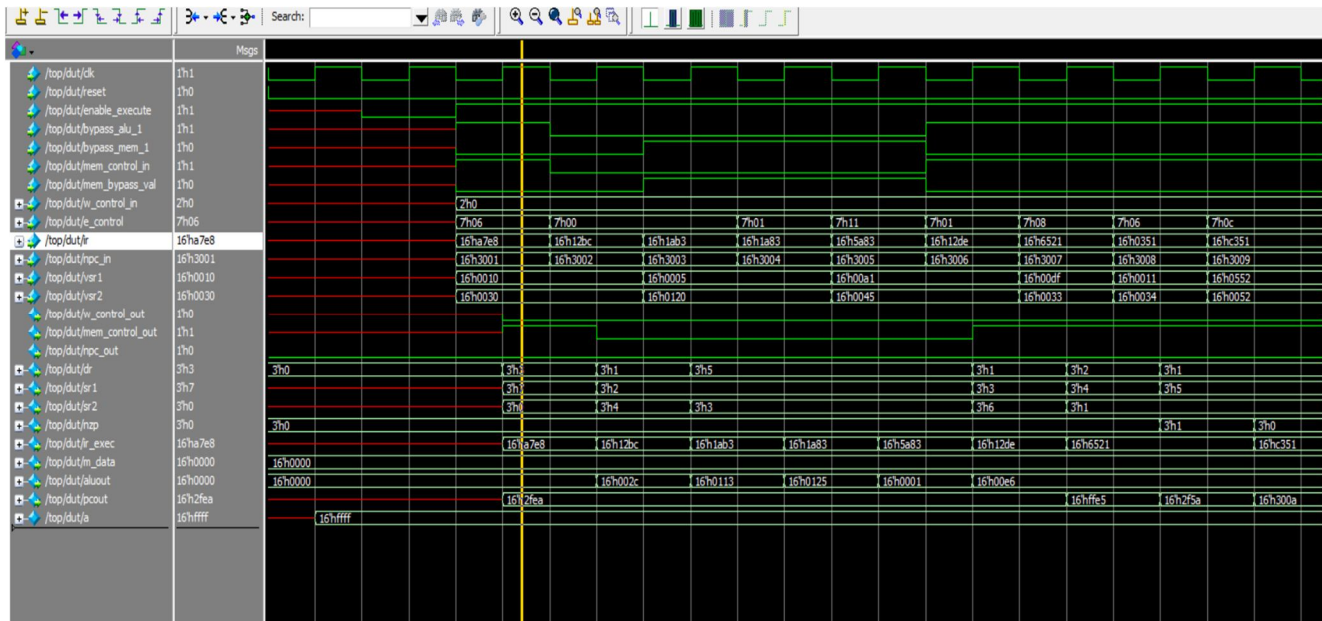 Search:
Msgs
/top/dut/clk 1'h1
/top/dut/reset 1'h0
/top/dut/enable_execute 1'h1
/top/dut/bypass_alu_1 1'h1
/top/dut/bypass_mem_1 1'h0
/top/dut/mem_control_in 1'h1
/top/dut/mem_bypass_val 1'h0
/top/dut/w_control_in 2'h0 2'h0
/top/dut/e_control 7'h06 7'h06 7'h00 7'h01 7'h11 7'h01 7'h08 7'h06 7'h0c
/top/dut/ir 16'ha7e8 16'ha7e8 16'h12bc 16'h1ab3 16'h1a83 16'h5a83 16'h12de 16'h6521 16'h0351 16'hc351
/top/dut/npc_in 16'h3001 16'h3001 16'h3002 16'h3003 16'h3004 16'h3005 16'h3006 16'h3007 16'h3008 16'h3009
/top/dut/vsr1 16'h0010 16'h0010 16'h0005 16'h00a1 16'h00df 16'h0011 16'h0552
/top/dut/vsr2 16'h0030 16'h0030 16'h0120 16'h0045 16'h0033 16'h0034 16'h0052
/top/dut/w_control_out 1'h0
/top/dut/mem_control_out 1'h1
/top/dut/npc_out 1'h0
/top/dut/dr 3'h3 3'h0 3'h1 3'h5 3'h1 3'h2 3'h1
/top/dut/sr1 3'h7 3'h2 3'h3 3'h4 3'h5
/top/dut/sr2 3'h0 3'h4 3'h3 3'h6 3'h1
/top/dut/nzp 3'h0 3'h0 3'h1 3'h0
/top/dut/ir_exec 16'ha7e8 16'ha7e8 16'h12bc 16'h1ab3 16'h1a83 16'h5a83 16'h12de 16'h6521 16'hc351
/top/dut/m_data 16'h0000 16'h0000
/top/dut/aluout 16'h0000 16'h0000 16'h002c 16'h0113 16'h0125 16'h0001 16'h00e6
/top/dut/pcout 16'h2fea 16'h2fea 16'hffe5 16'h2f5a 16'h300a
/top/dut/a 16'hffff 16'hffff